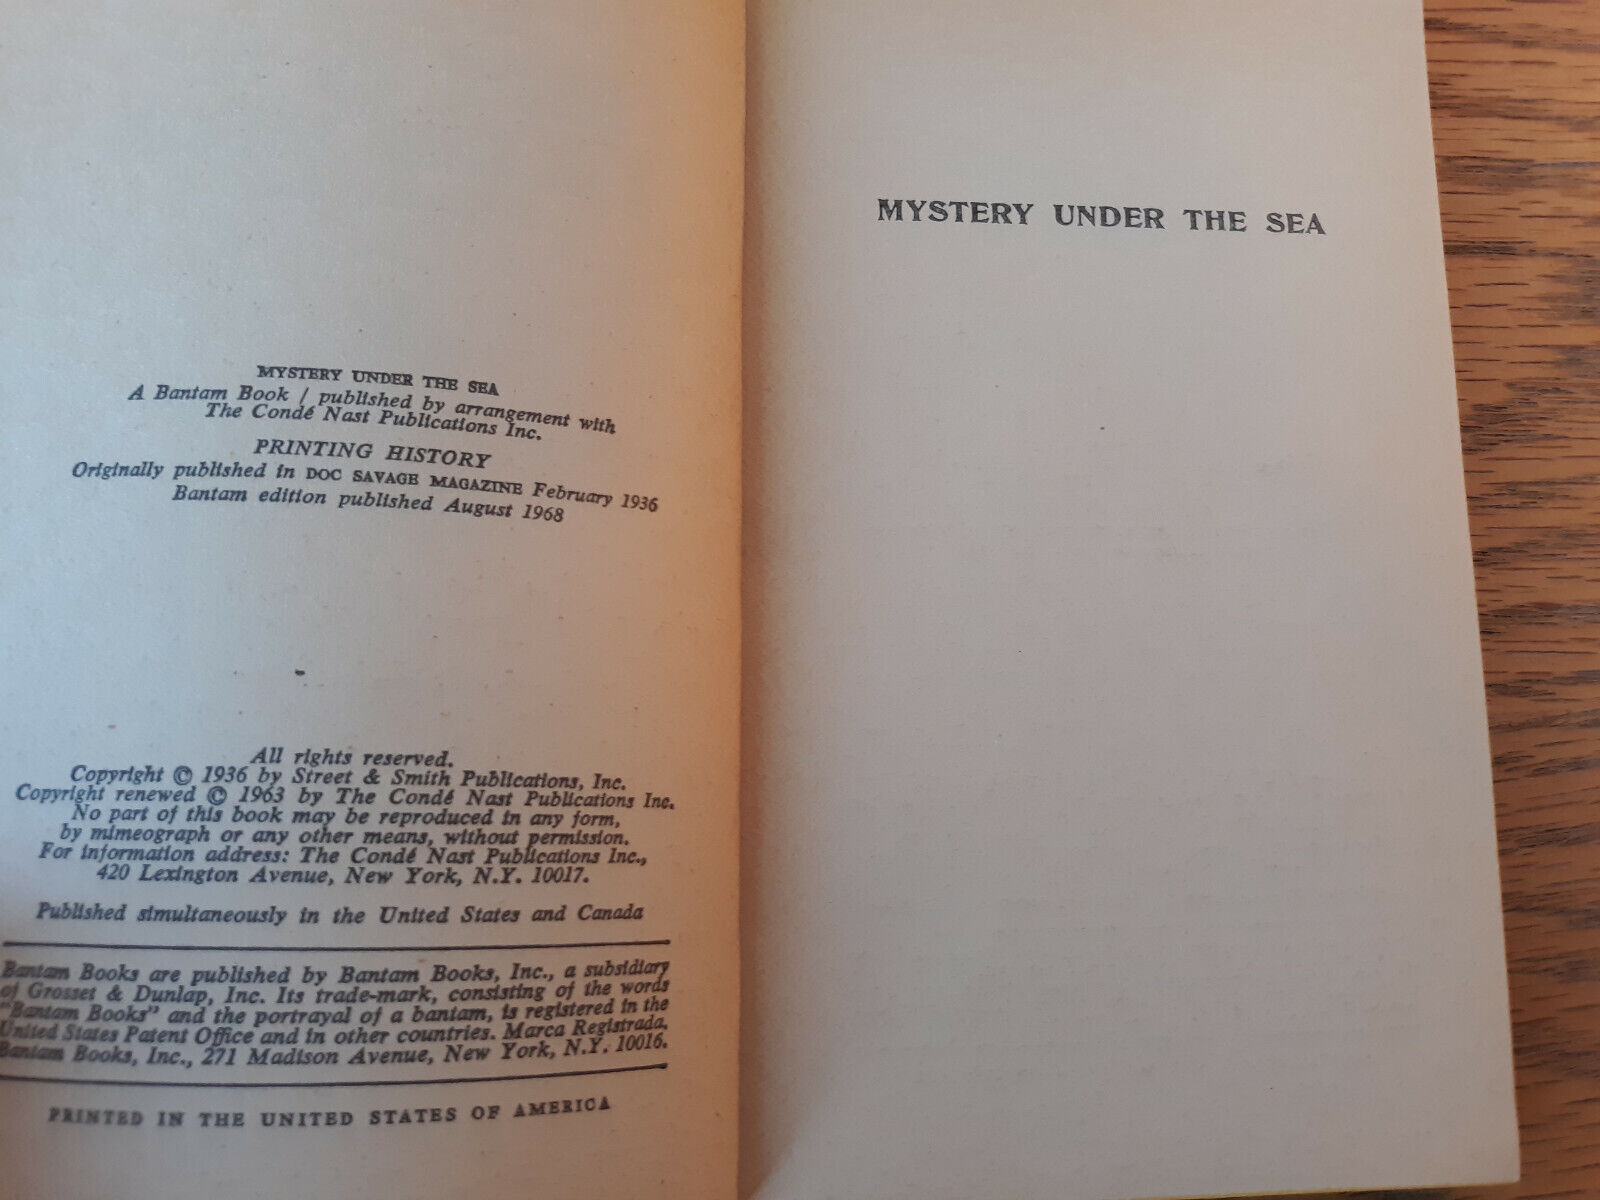 MYSTERY UNDER THE SEA
A Bantam Book / published by arrangement with
The Condé Nast Publications Inc.
PRINTING HISTORY
Originally published in DOC SAVAGE MAGAZINE February 1936
Bantam edition published August 1968
All rights reserved.
Copyright © 1936 by Street & Smith Publications, Inc.
Copyright renewed © 1963 by The Condé Nast Publications Inc.
No part of this book may be reproduced in any form,
by mimeograph or any other means, without permission.
For information address: The Condé Nast Publications Inc.,
420 Lexington Avenue, New York, N.Y. 10017.
Published simultaneously in the United States and Canada
Bantam Books are published by Bantam Books, Inc., a subsidiary
of Grosset & Dunlap, Inc. Its trade-mark, consisting of the words
"Bantam Books" and the portrayal of a bantam, is registered in the
United States Patent Office and in other countries. Marca Registrada.
Bantam Books, Inc., 271 Madison Avenue, New York, N.Y. 10016.
PRINTED IN THE UNITED STATES OF AMERICA
MYSTERY UNDER THE SEA